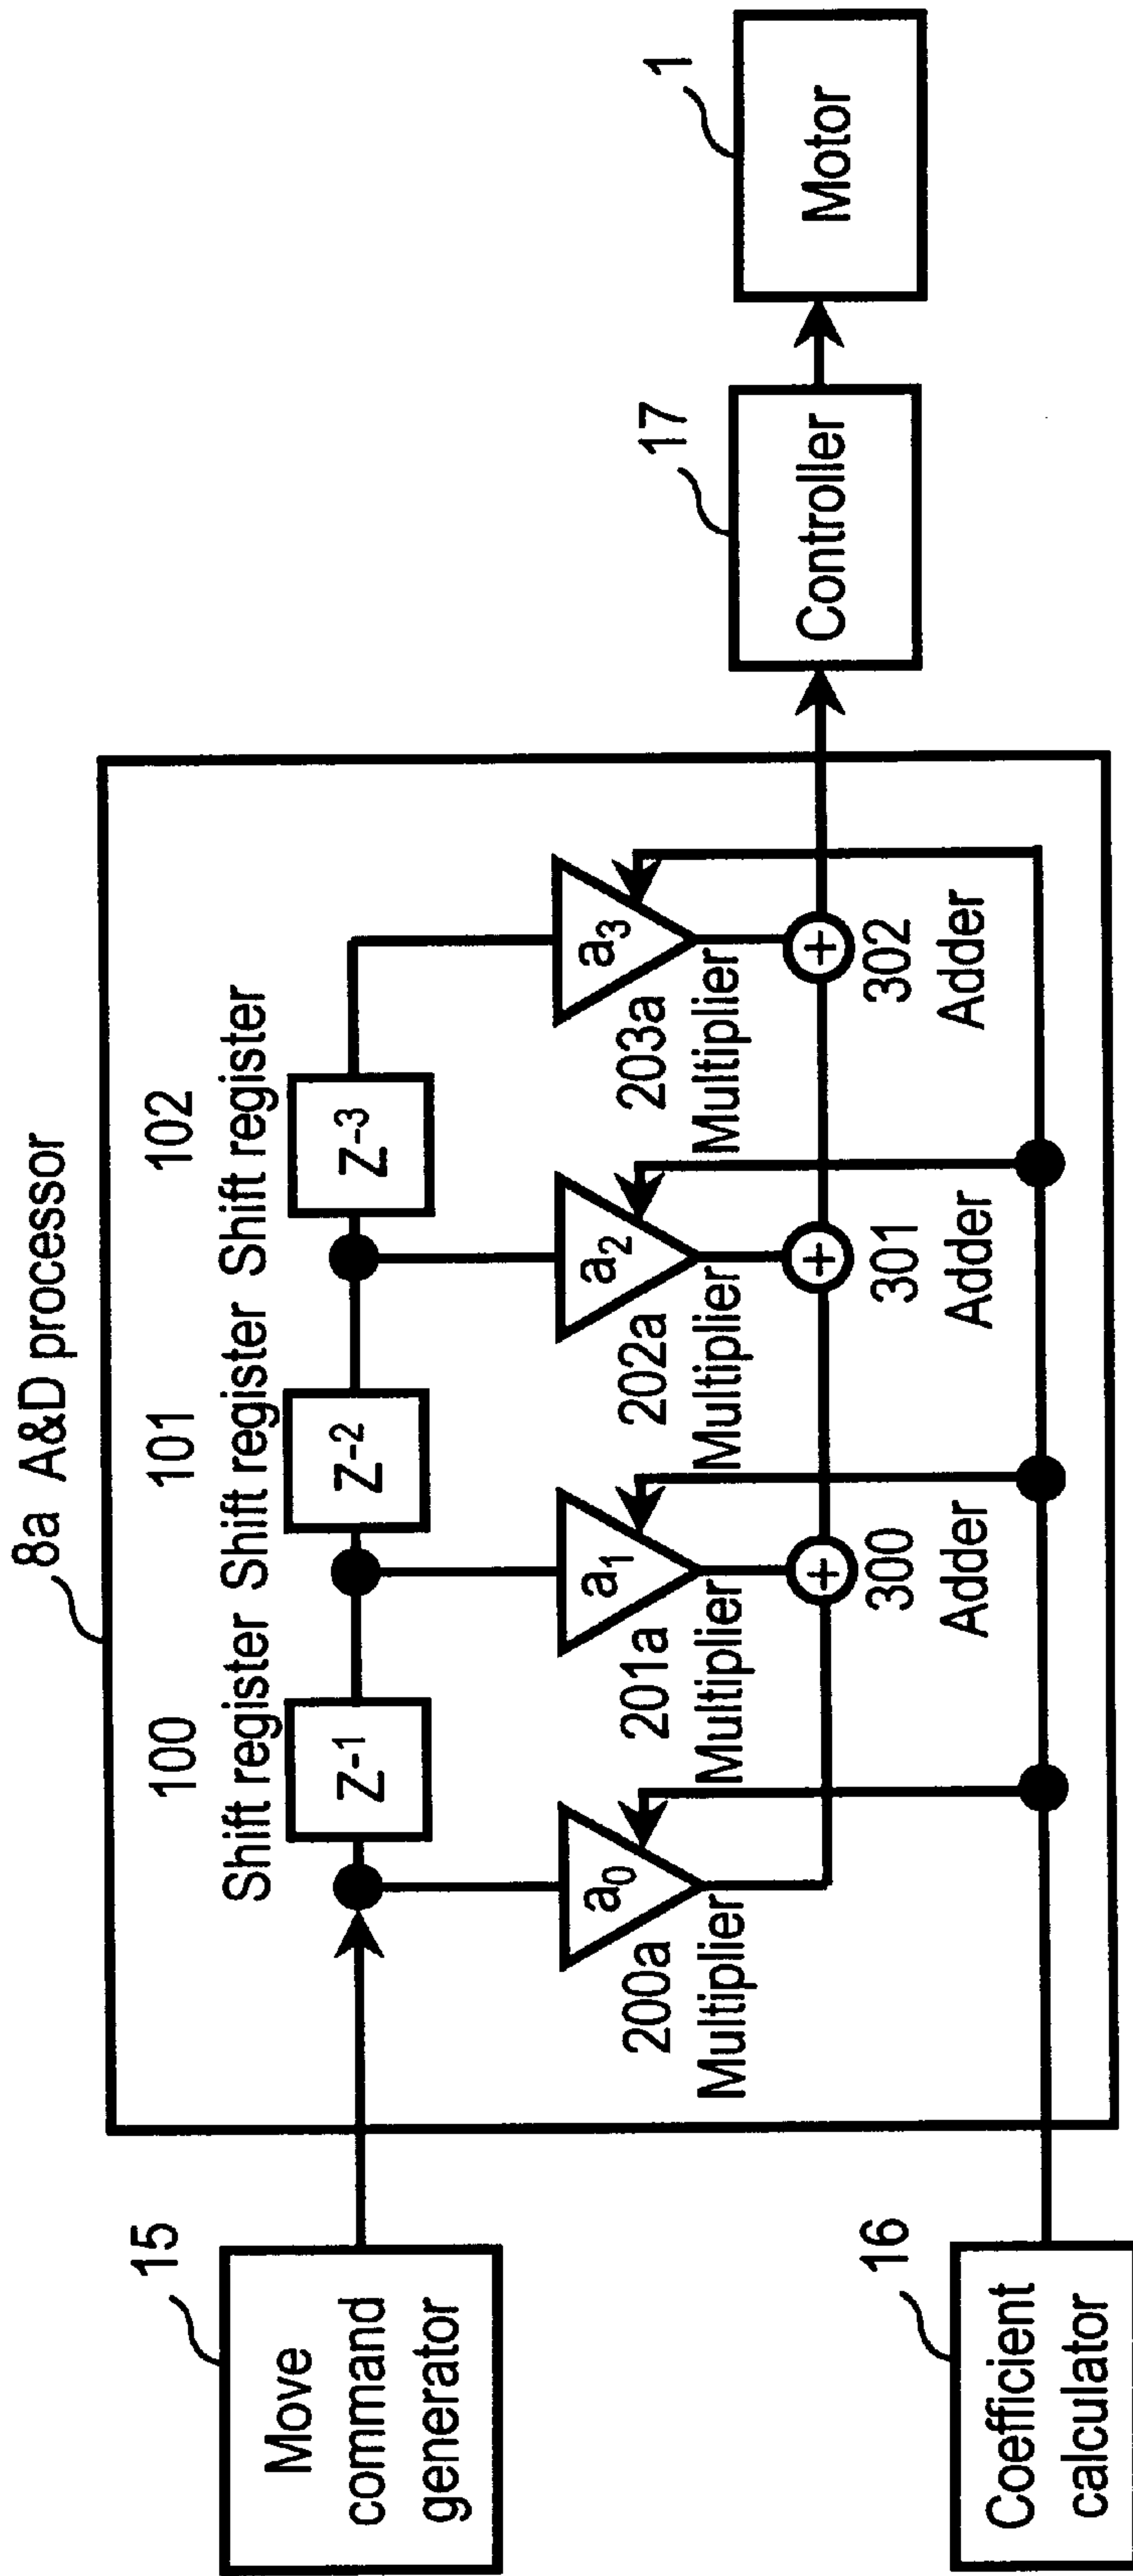 8a A&D processor
100
101
102
Shift register Shift register Shift register
Z-1
Z-2
Z-3
15
Move
command
generator
a0
a1
a2
a3
200a
201a
202a
203a
Multiplier
Multiplier
Multiplier
Multiplier
17
Controller
1
Motor
+
+
+
300
301
302
Adder
Adder
Adder
16
Coefficient
calculator